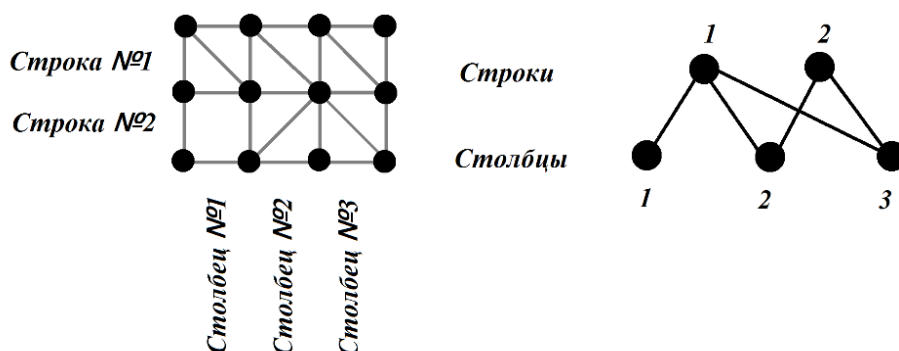 Строка №1
Строка №2
Столбец №1
Столбец №2
Столбец №3
1 2
Строки
Столбцы
1 2 3